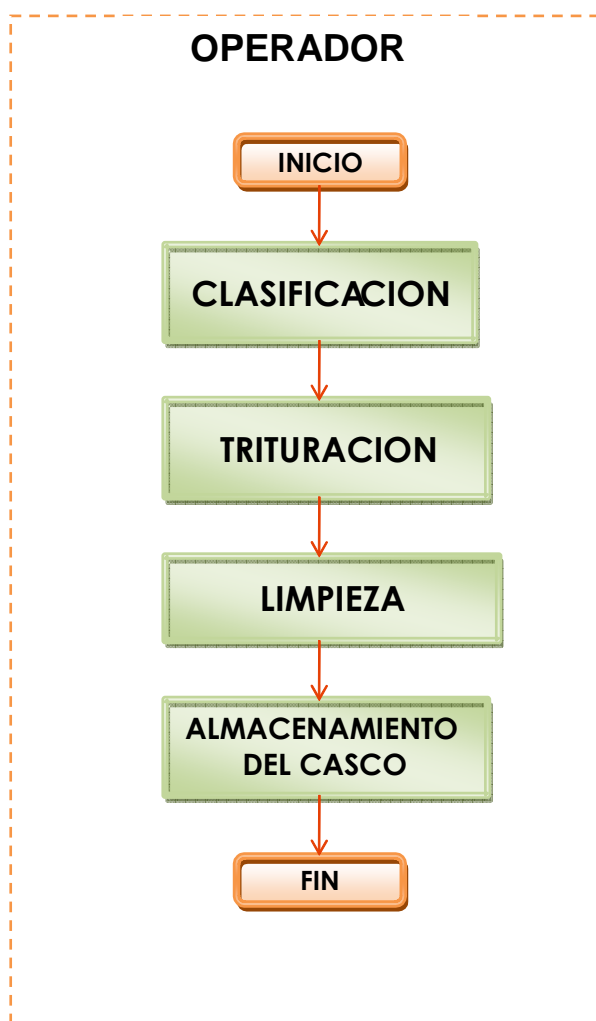 OPERADOR
INICIO
CLASIFICACION
TRITURACION
LIMPIEZA
ALMACENAMIENTO
DEL CASCO
FIN